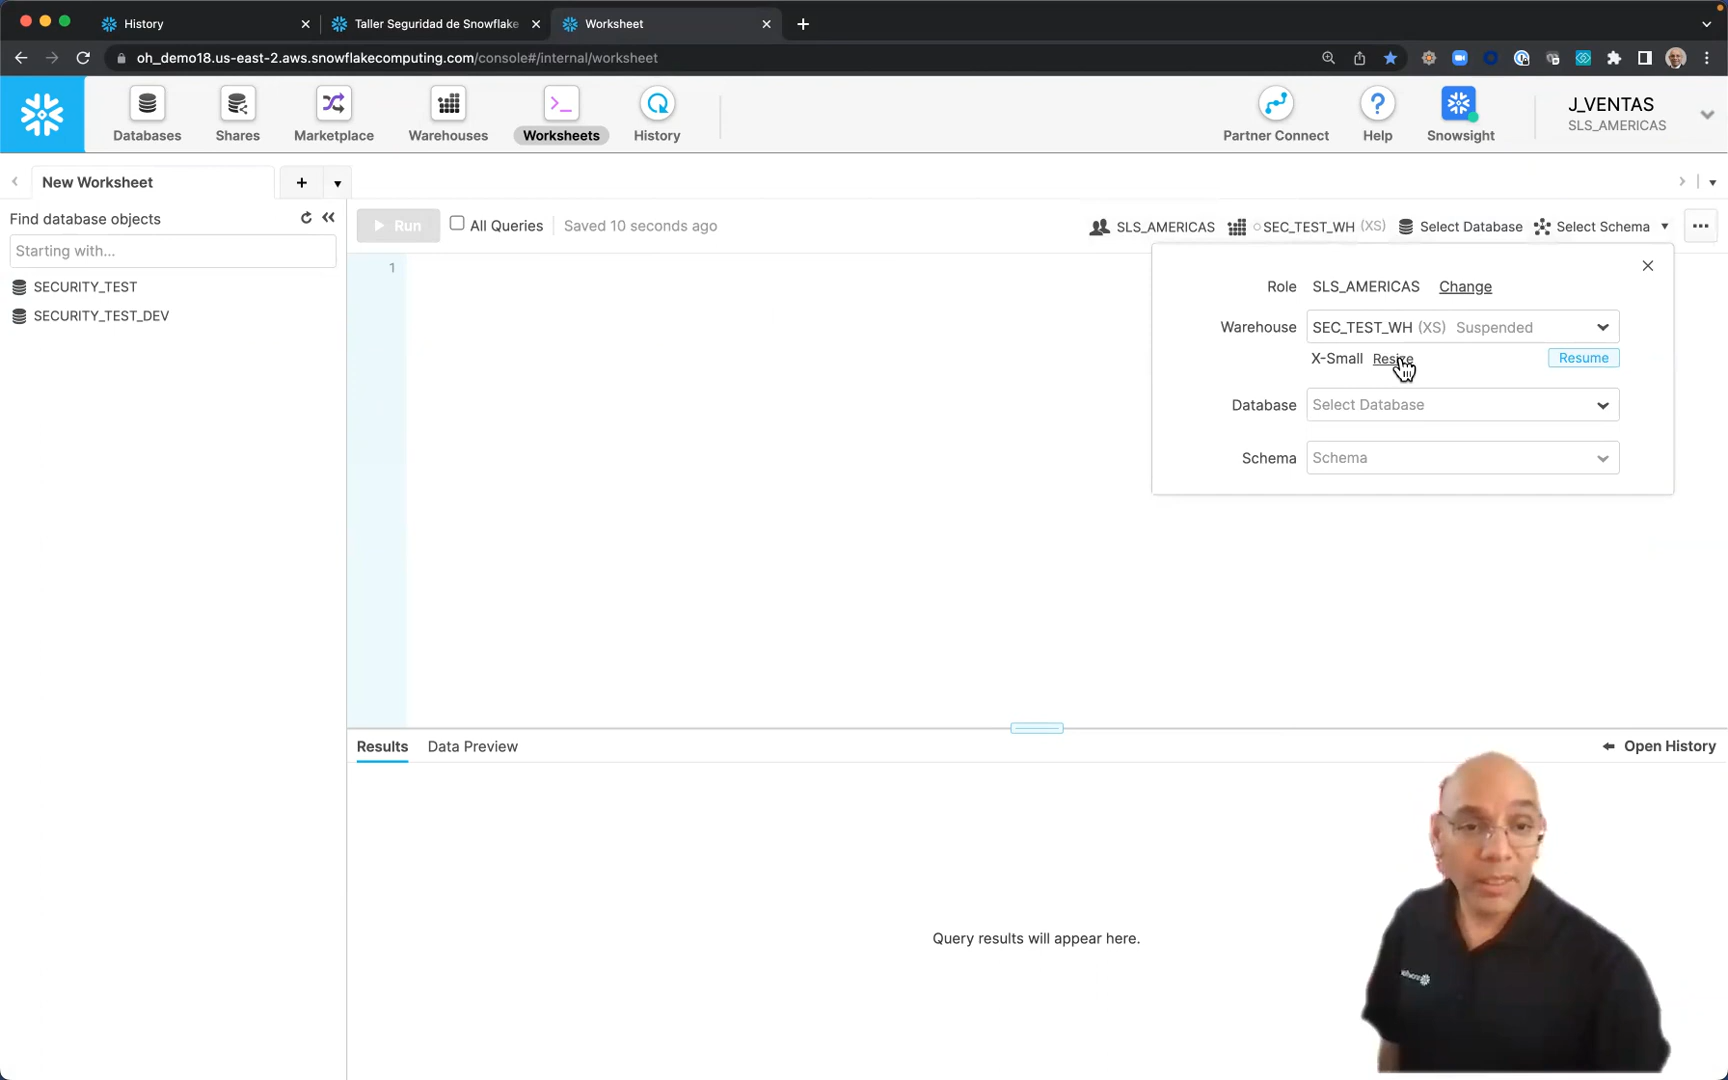 History
Taller Seguridad de Snowflake
Worksheet
oh_demo18.us-east-2.aws.snowflakecomputing.com/console#/internal/worksheet
Databases
Shares
Marketplace
Warehouses
Worksheets
History
Partner Connect
Help
Snowsight
J_VENTAS
SLS_AMERICAS
New Worksheet
Find database objects
Starting with...
SECURITY_TEST
SECURITY_TEST_DEV
Run
All Queries
Saved 10 seconds ago
SLS_AMERICAS
SEC_TEST_WH (XS)
Select Database
Select Schema
1
Role SLS_AMERICAS Change
Warehouse SEC_TEST_WH (XS) Suspended
X-Small Resize Resume
Database Select Database
Schema Schema
Results
Data Preview
Open History
Query results will appear here.